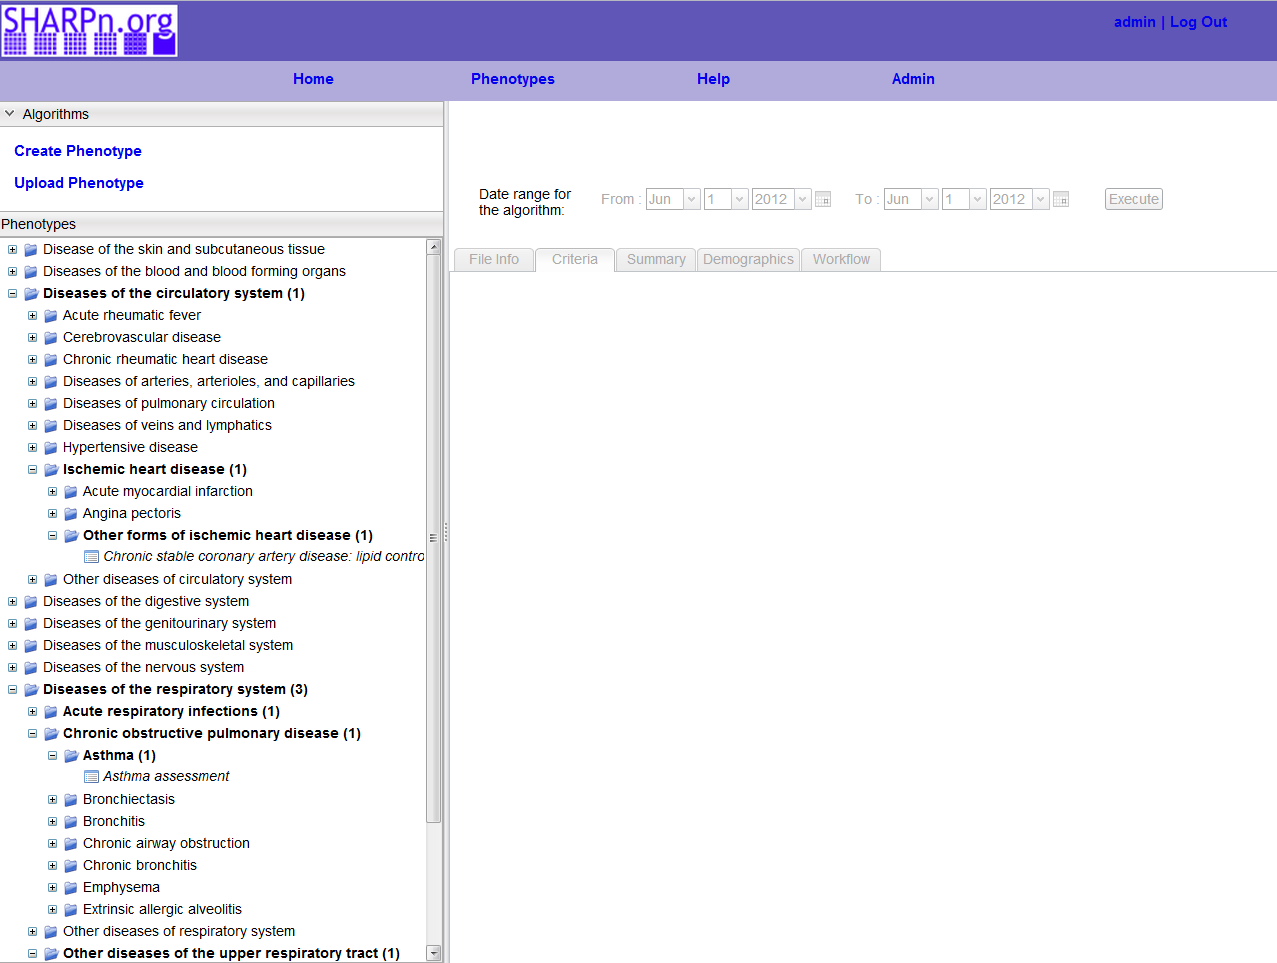 SHARPn.org
admin | Log Out
Home Phenotypes Help Admin
Algorithms
Create Phenotype
Upload Phenotype
Phenotypes
Disease of the skin and subcutaneous tissue
Diseases of the blood and blood forming organs
Diseases of the circulatory system (1)
Acute rheumatic fever
Cerebrovascular disease
Chronic rheumatic heart disease
Diseases of arteries, arterioles, and capillaries
Diseases of pulmonary circulation
Diseases of veins and lymphatics
Hypertensive disease
Ischemic heart disease (1)
Acute myocardial infarction
Angina pectoris
Other forms of ischemic heart disease (1)
Chronic stable coronary artery disease: lipid contro
Other diseases of circulatory system
Diseases of the digestive system
Diseases of the genitourinary system
Diseases of the musculoskeletal system
Diseases of the nervous system
Diseases of the respiratory system (3)
Acute respiratory infections (1)
Chronic obstructive pulmonary disease (1)
Asthma (1)
Asthma assessment
Bronchiectasis
Bronchitis
Chronic airway obstruction
Chronic bronchitis
Emphysema
Extrinsic allergic alveolitis
Other diseases of respiratory system
Other diseases of the upper respiratory tract (1)
Date range for
the algorithm:
From : Jun 1 2012 To : Jun 1 2012 Execute
File Info Criteria Summary Demographics Workflow